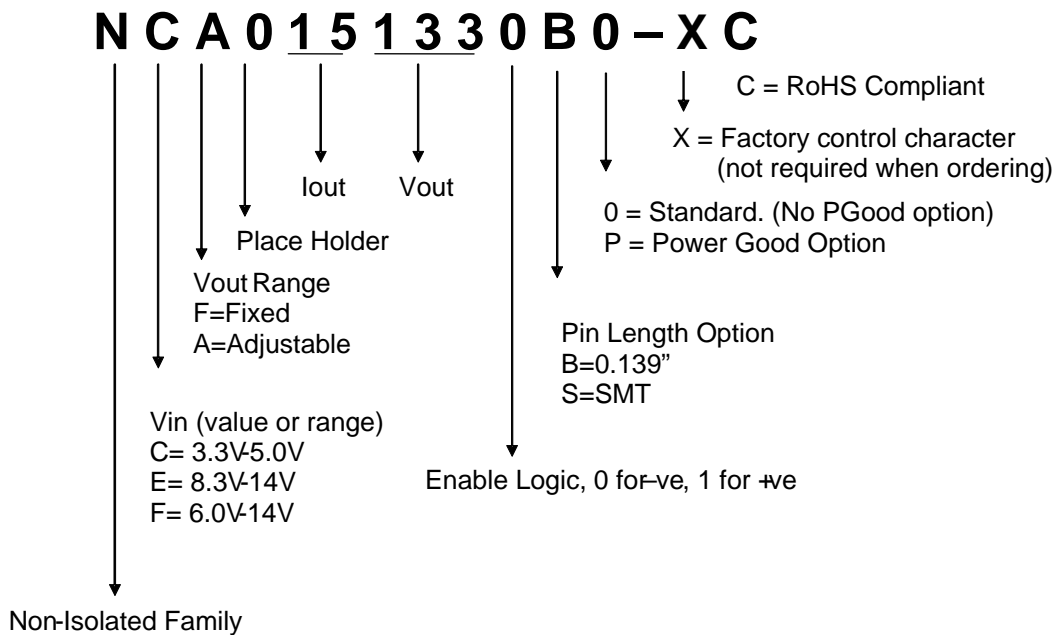 N C A 0 1 5 1 3 3 0 B 0 – X C
C = RoHS Compliant
X = Factory control character
(not required when ordering)
Iout
Vout
0 = Standard. (No PGood option)
P = Power Good Option
Place Holder
Vout Range
F=Fixed
A=Adjustable
Pin Length Option
B=0.139”
S=SMT
Vin (value or range)
C= 3.3V-5.0V
E= 8.3V-14V
F= 6.0V-14V
Enable Logic, 0 for–ve, 1 for +ve
Non-Isolated Family